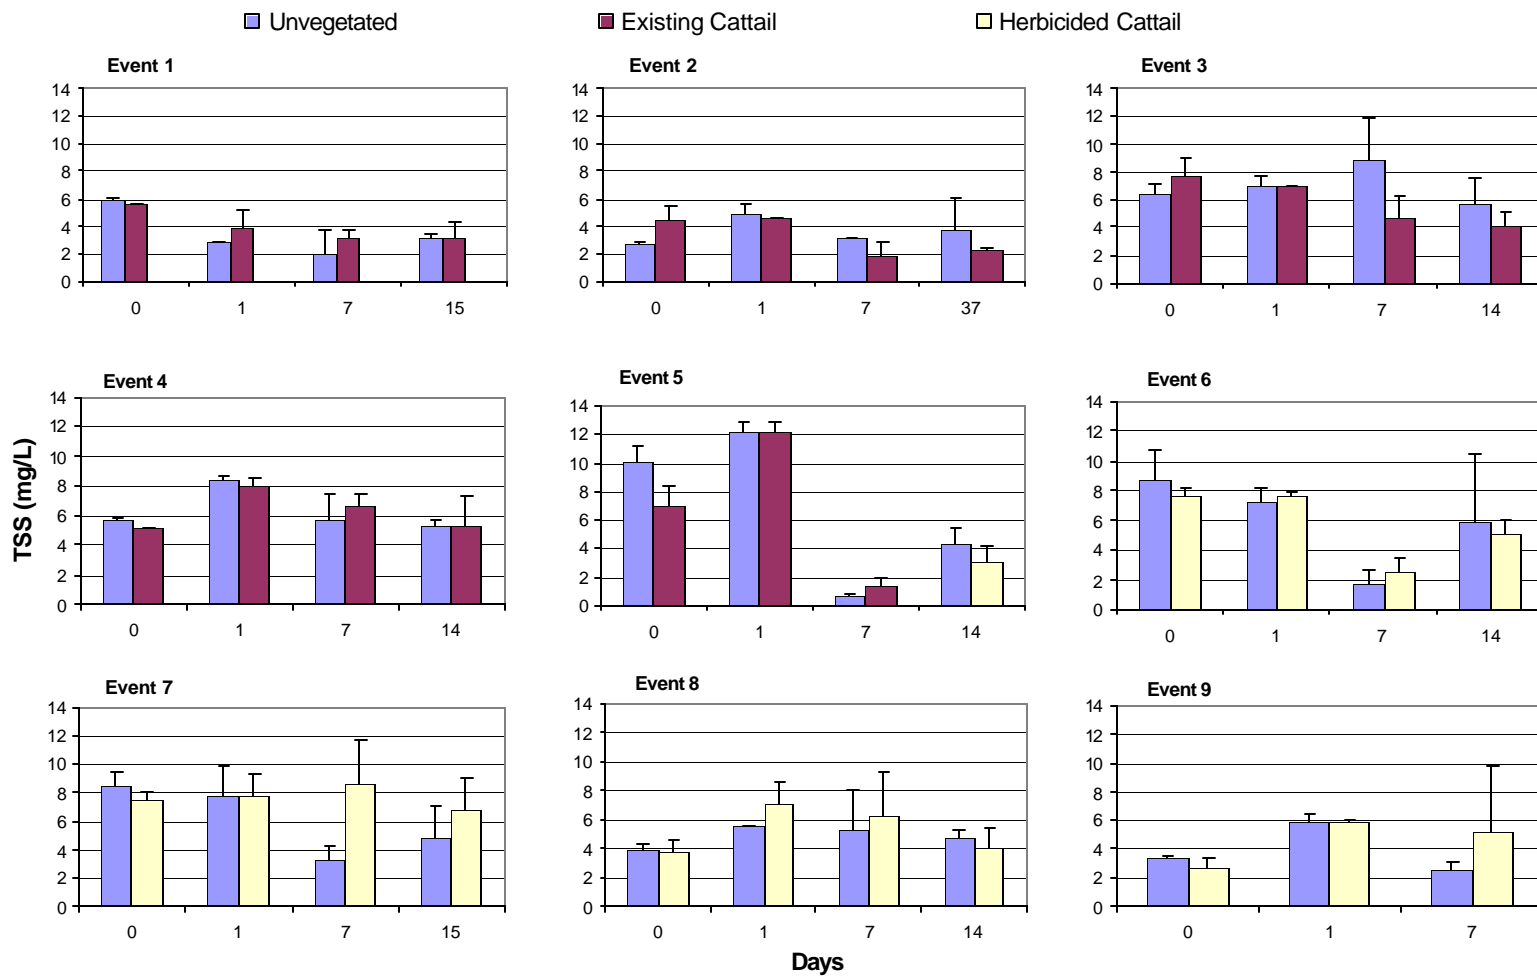 Unvegetated Existing Cattail Herbicided Cattail
Event 1 Event 2 Event 3
14 14 14
12 12 12
10 10 10
8 8 8
6 6 6
4 4 4
2 2 2
0 0 0
0 1 7 15 0 1 7 37 0 1 7 14
Event 4 Event 5 Event 6
14 14 14
12 12 12
10 10 10
8 8 8
6 6 6
4 4 4
2 2 2
0 0 0
0 1 7 14 0 1 7 14 0 1 7 14
TSS (mg/L)
Event 7 Event 8 Event 9
14 14 14
12 12 12
10 10 10
8 8 8
6 6 6
4 4 4
2 2 2
0 0 0
0 1 7 15 0 1 7 14 0 1 7
Days